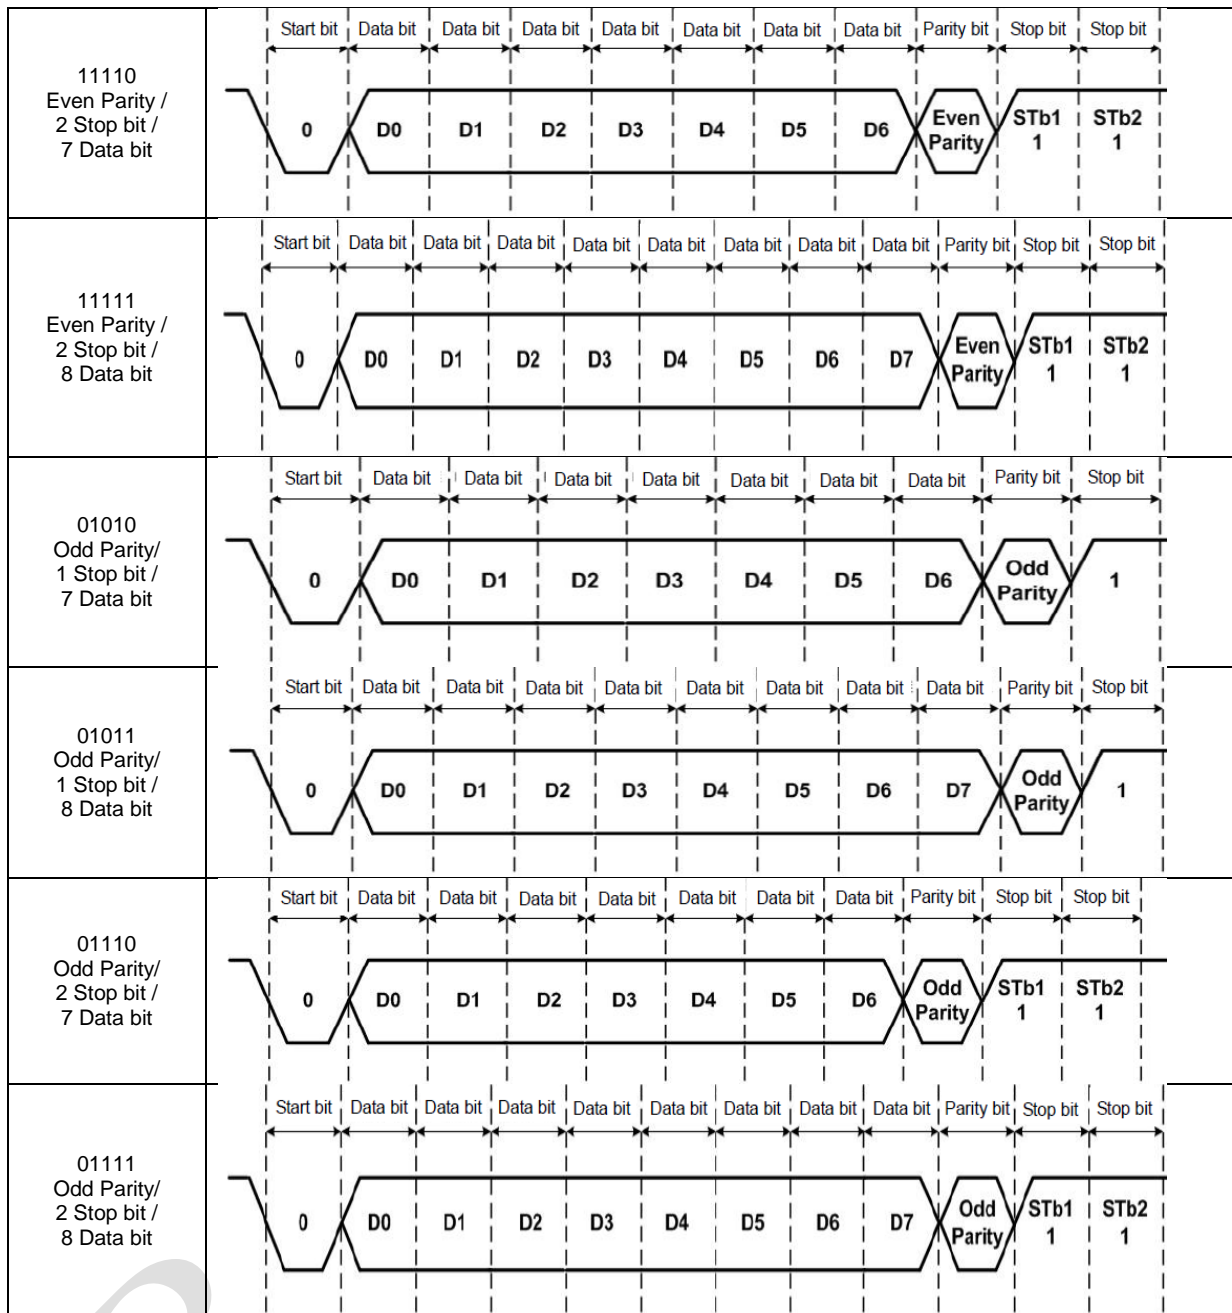 Start bit Data bit Data bit Data bit Data bit Data bit Data bit Data bit Parity bit Stop bit Stop bit
11110
Even Parity /
2 Stop bit /
7 Data bit
0 D0 D1 D2 D3 D4 D5 D6 Even Parity STb1 1 STb2 1
Start bit Data bit Data bit Data bit Data bit Data bit Data bit Data bit Data bit Parity bit Stop bit Stop bit
11111
Even Parity /
2 Stop bit /
8 Data bit
0 D0 D1 D2 D3 D4 D5 D6 D7 Even Parity STb1 1 STb2 1
Start bit Data bit Data bit Data bit Data bit Data bit Data bit Data bit Parity bit Stop bit
01010
Odd Parity/
1 Stop bit /
7 Data bit
0 D0 D1 D2 D3 D4 D5 D6 Odd Parity 1
Start bit Data bit Data bit Data bit Data bit Data bit Data bit Data bit Data bit Parity bit Stop bit
01011
Odd Parity/
1 Stop bit /
8 Data bit
0 D0 D1 D2 D3 D4 D5 D6 D7 Odd Parity 1
Start bit Data bit Data bit Data bit Data bit Data bit Data bit Data bit Parity bit Stop bit Stop bit
01110
Odd Parity/
2 Stop bit /
7 Data bit
0 D0 D1 D2 D3 D4 D5 D6 Odd Parity STb1 1 STb2 1
Start bit Data bit Data bit Data bit Data bit Data bit Data bit Data bit Data bit Parity bit Stop bit Stop bit
01111
Odd Parity/
2 Stop bit /
8 Data bit
0 D0 D1 D2 D3 D4 D5 D6 D7 Odd Parity STb1 1 STb2 1